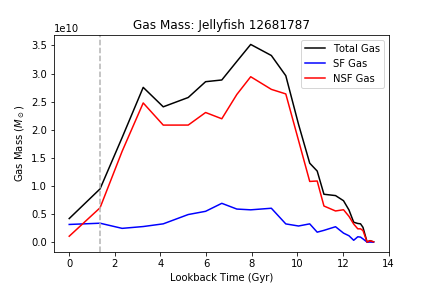 Gas Mass: Jellyfish 12681787
1e10
Total Gas
SF Gas
NSF Gas
3.5
3.0
2.5
2.0
1.5
1.0
0.5
0.0
Gas Mass (M⊙)
0 2 4 6 8 10 12 14
Lookback Time (Gyr)